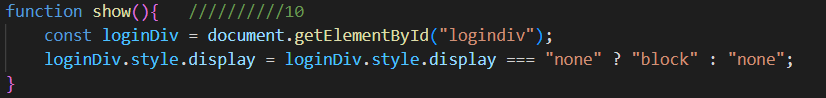 function show(){   //////////10
    const loginDiv = document.getElementById("logindiv");
    loginDiv.style.display = loginDiv.style.display === "none" ? "block" : "none";
}